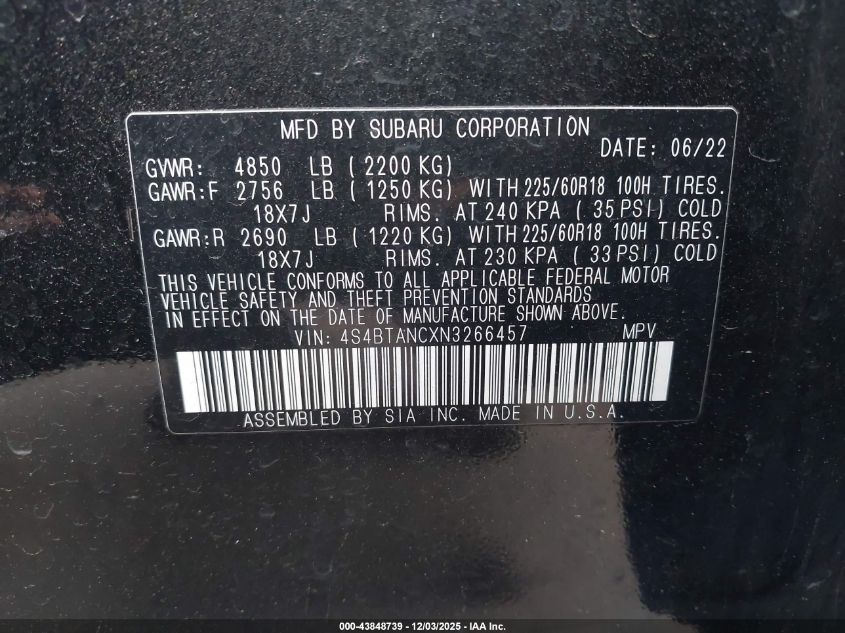 MFD BY SUBARU CORPORATION
DATE: 06/22
GVWR: 4850 LB (2200 KG)
GAWR:F 2756 LB (1250 KG) WITH 225/60R18 100H TIRES.
18X7J RIMS. AT 240 KPA (35 PSI) COLD
GAWR:R 2690 LB (1220 KG) WITH 225/60R18 100H TIRES.
18X7J RIMS. AT 230 KPA (33 PSI) COLD
THIS VEHICLE CONFORMS TO ALL APPLICABLE FEDERAL MOTOR
VEHICLE SAFETY AND THEFT PREVENTION STANDARDS
IN EFFECT ON THE DATE OF MANUFACTURE SHOWN ABOVE.
VIN: 4S4BTANCXN3266457 MPV
ASSEMBLED BY SIA INC. MADE IN U.S.A.
000-43848739 - 12/03/2025 - IAA Inc.